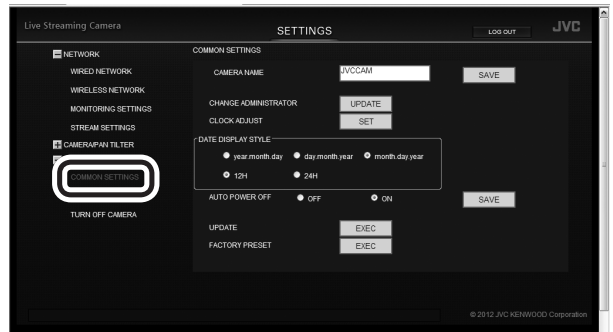 Live Streaming Camera
SETTINGS
LOG OUT
JVC
NETWORK
WIRED NETWORK
WIRELESS NETWORK
MONITORING SETTINGS
STREAM SETTINGS
CAMERA/PAN TILTER
COMMON SETTINGS
TURN OFF CAMERA
COMMON SETTINGS
CAMERA NAME JVCCAM SAVE
CHANGE ADMINISTRATOR UPDATE
CLOCK ADJUST SET
DATE DISPLAY STYLE
year.month.day day.month.year month.day.year
12H 24H
AUTO POWER OFF OFF ON SAVE
UPDATE EXEC
FACTORY PRESET EXEC
© 2012 JVC KENWOOD Corporation